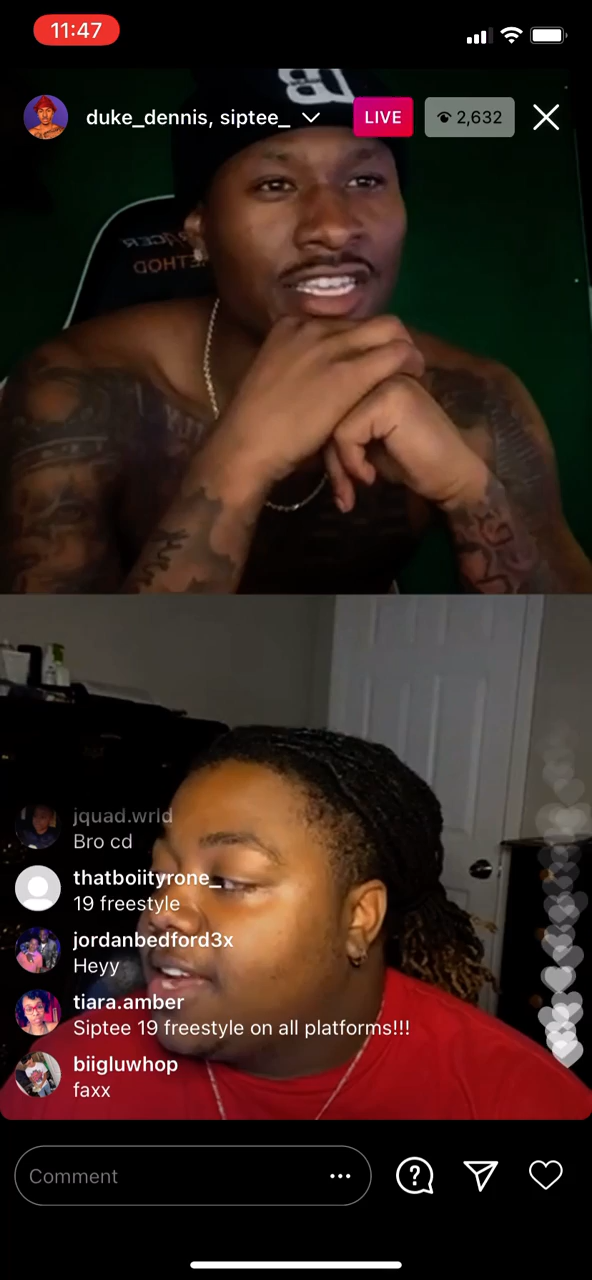 11:47
duke_dennis, siptee_
LIVE
2,632
jquad.wrld
Bro cd
thatboiityrone_
19 freestyle
jordanbedford3x
Heyy
tiara.amber
Siptee 19 freestyle on all platforms!!!
biigluwhop
faxx
Comment